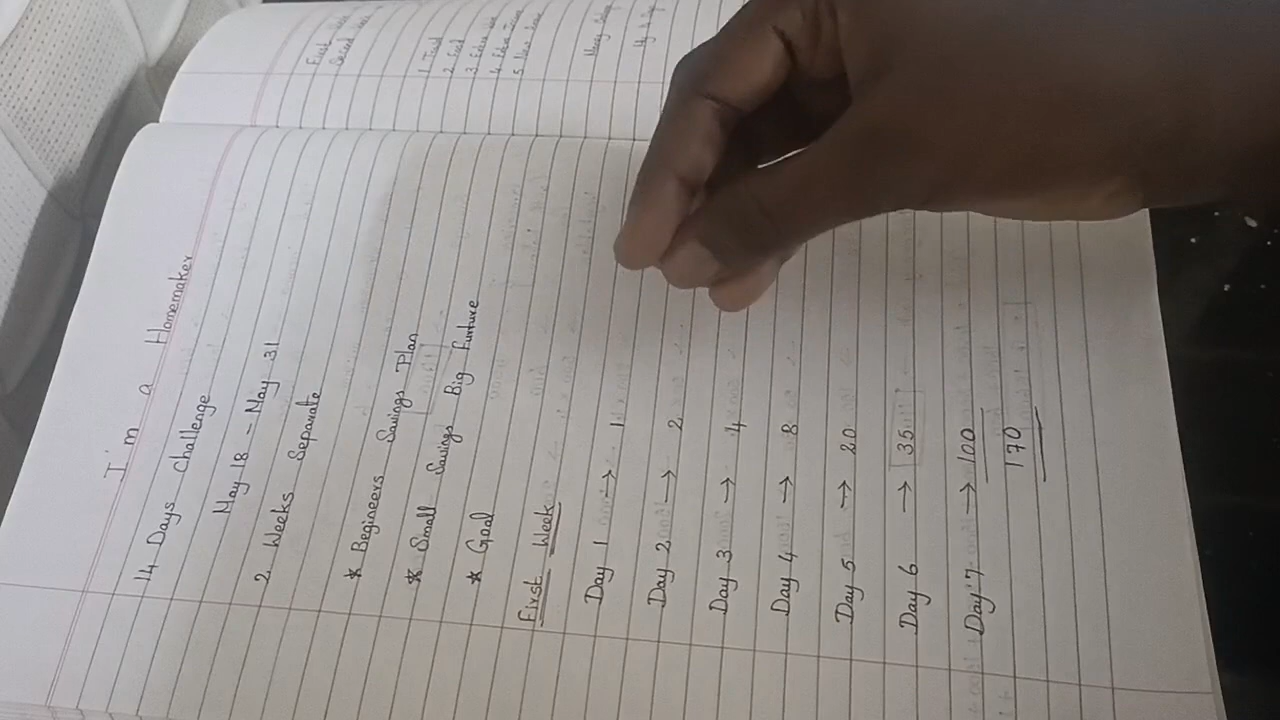 I'm a Homemaker
14 Days Challenge
May 18 - May 31
2 Weeks Separate
* Begineers Savings Plan
* Small Savings Big Furture
* Goal
First Week
Day 1 → 1
Day 2 → 2
Day 3 → 4
Day 4 → 8
Day 5 → 20
Day 6 → 35
Day 7 → 100
170